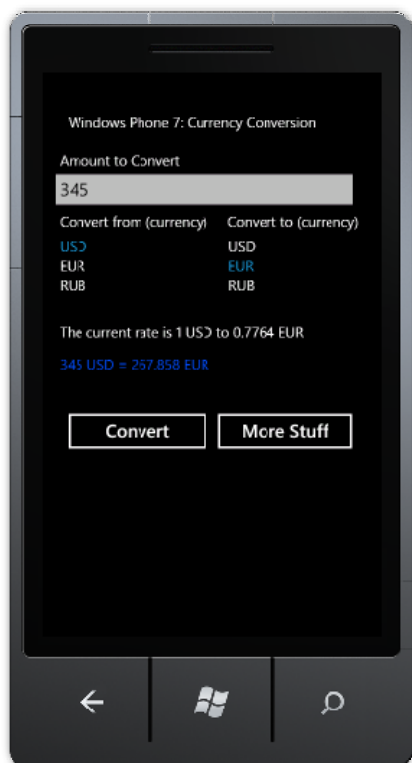 Windows Phone 7: Currency Conversion
Amount to Convert
345
Convert from (currency) Convert to (currency)
USD USD
EUR EUR
RUB RUB
The current rate is 1 USD to 0.7764 EUR
345 USD = 267.858 EUR
Convert More Stuff